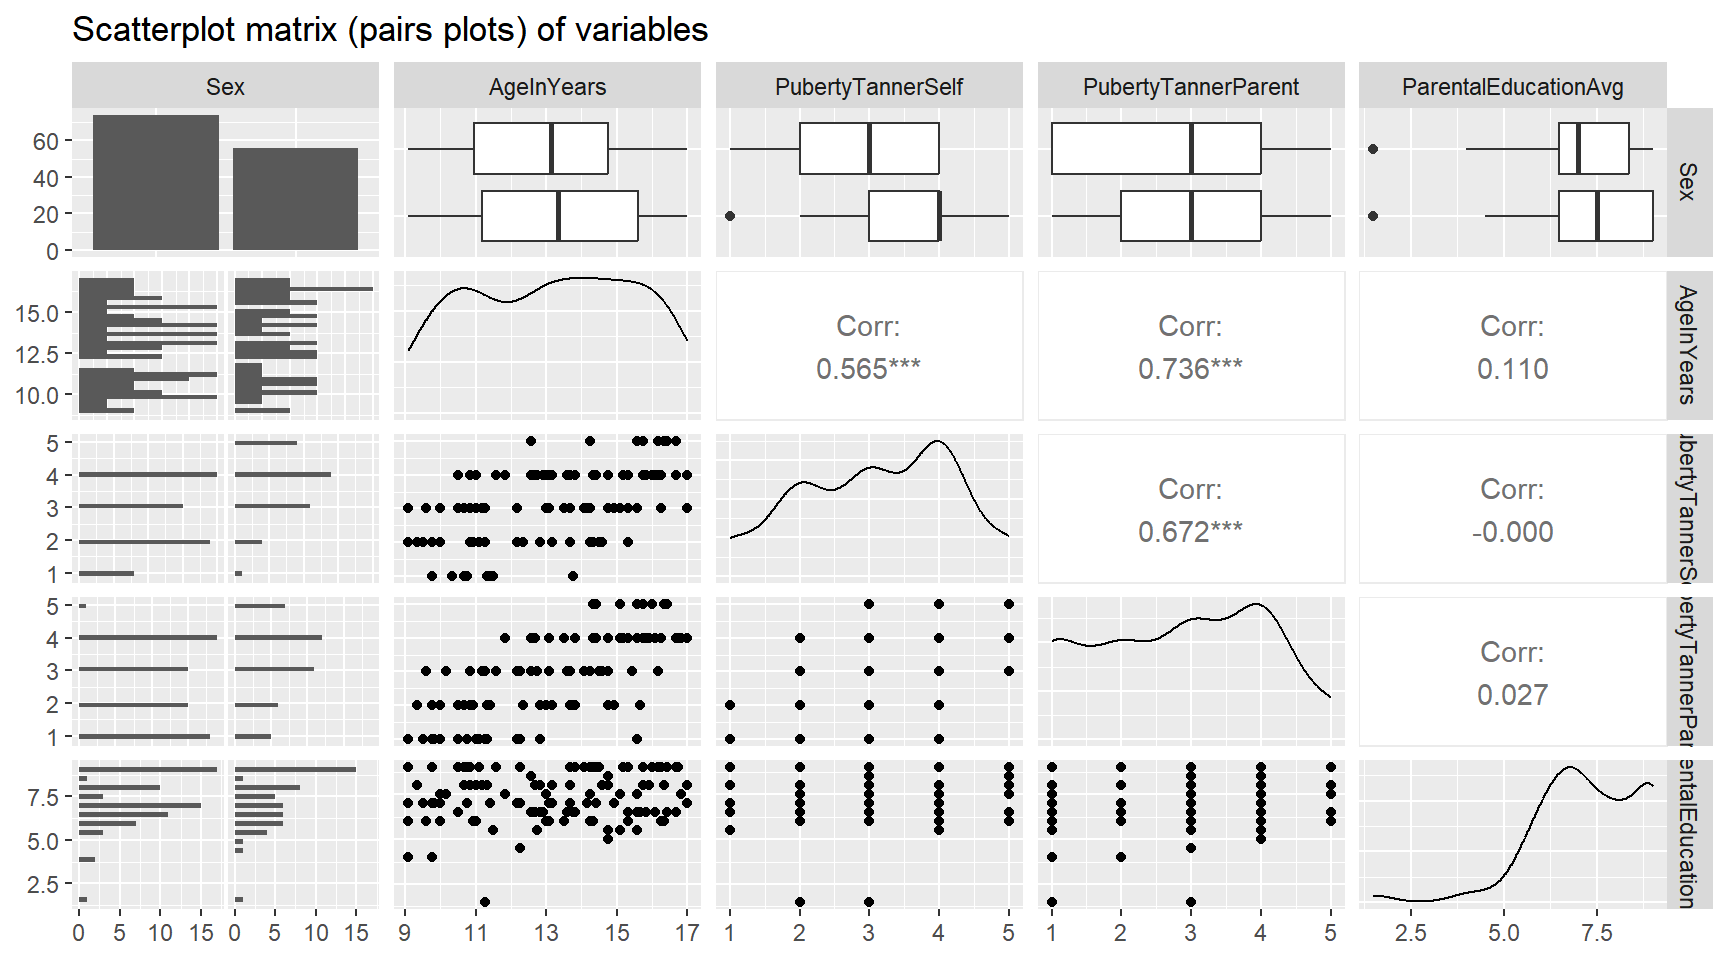 Scatterplot matrix (pairs plots) of variables
Sex AgeInYears PubertyTannerSelf PubertyTannerParent ParentalEducationAvg
60
40
20
0
Sex
15.0
12.5
10.0
Corr:
0.565***
Corr:
0.736***
Corr:
0.110
AgeInYears
5
4
3
2
1
Corr:
0.672***
Corr:
-0.000
ubertyTannerS
5
4
3
2
1
Corr:
0.027
bertyTannerPar
7.5
5.0
2.5
entalEducation
0 5 10 15 0 5 10 15 9 11 13 15 17 1 2 3 4 5 1 2 3 4 5 2.5 5.0 7.5